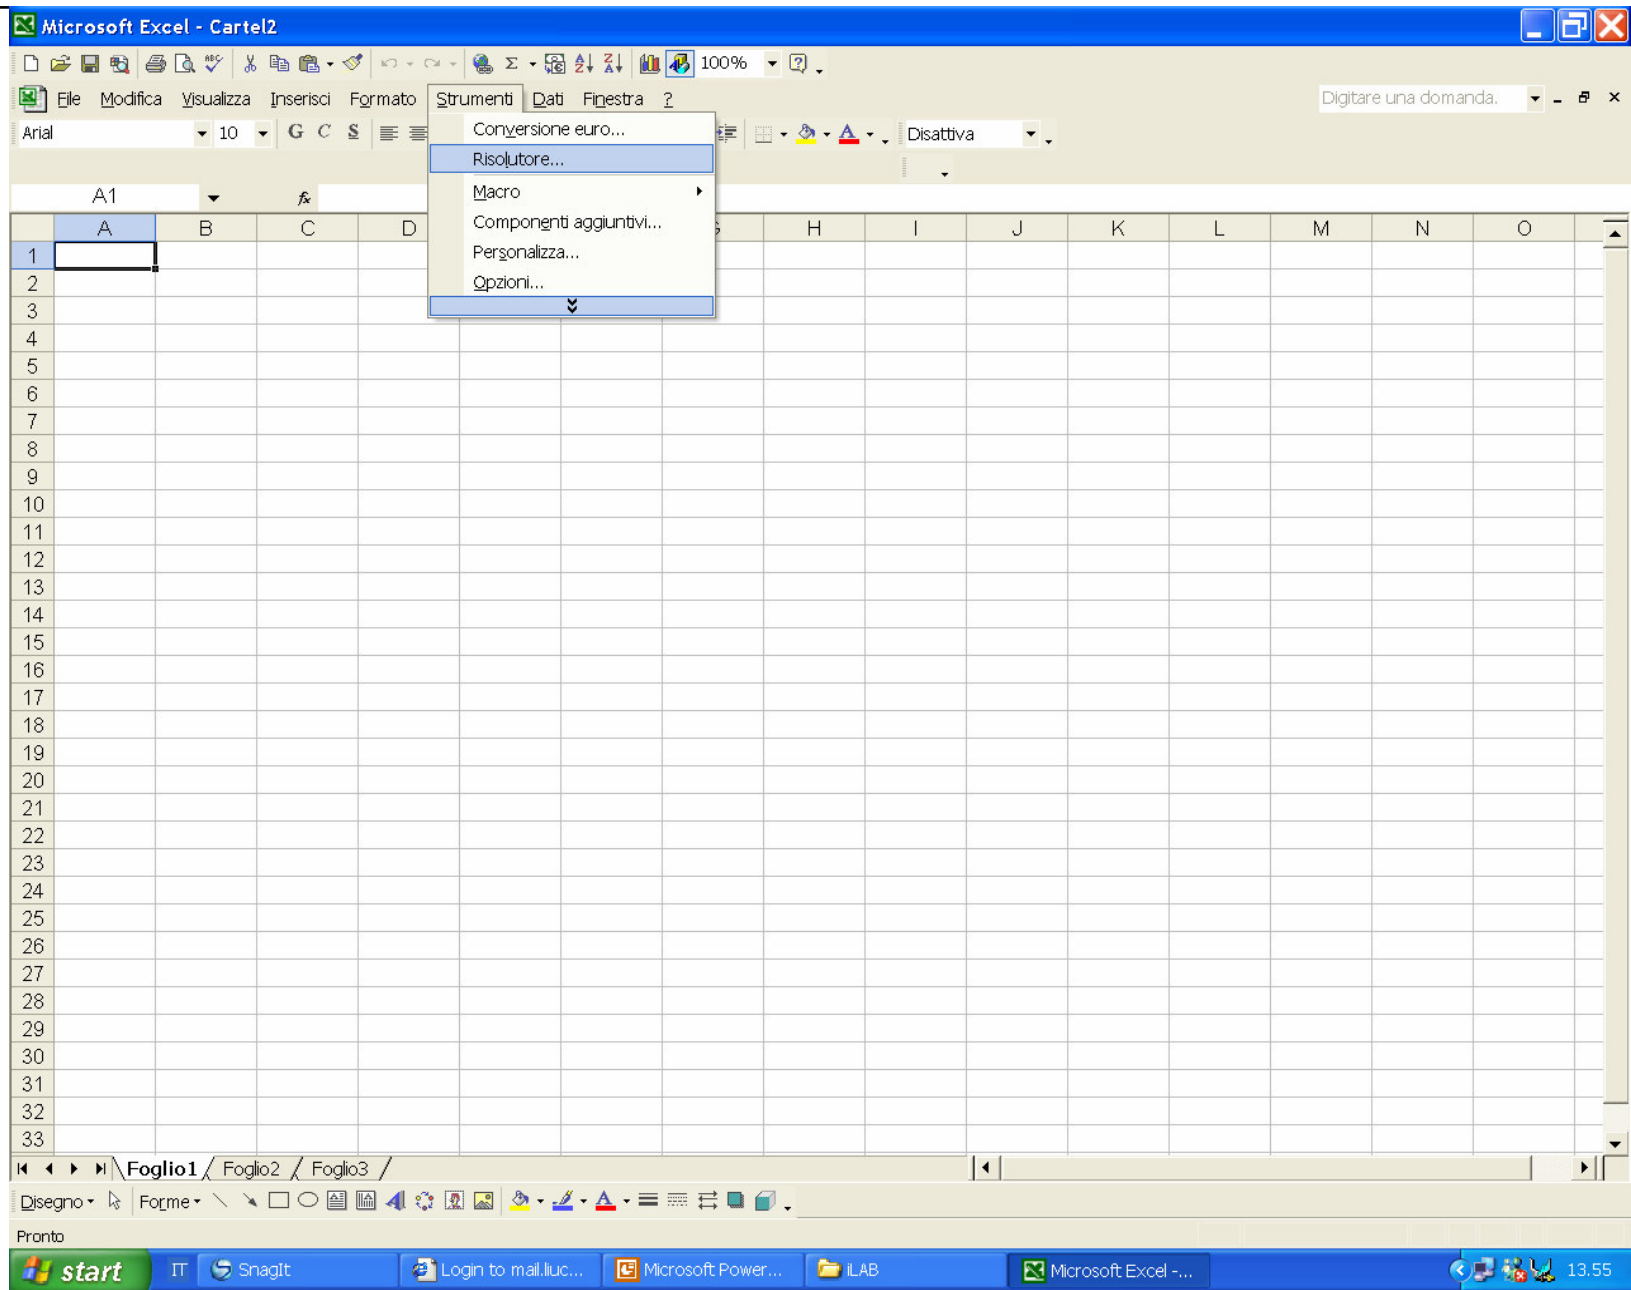 Microsoft Excel - Cartel2
100%
File Modifica Visualizza Inserisci Formato Strumenti Dati Finestra ? Digitare una domanda.
Arial 10 G C S Disattiva
Conversione euro...
Risolutore...
Macro
Componenti aggiuntivi...
Personalizza...
Opzioni...
A1 fx
A B C D H I J K L M N O
1
2
3
4
5
6
7
8
9
10
11
12
13
14
15
16
17
18
19
20
21
22
23
24
25
26
27
28
29
30
31
32
33
Foglio1 Foglio2 Foglio3
Disegno Forme
Pronto
start IT SnagIt Login to mail.liuc... Microsoft Power... iLAB Microsoft Excel -... 13.55